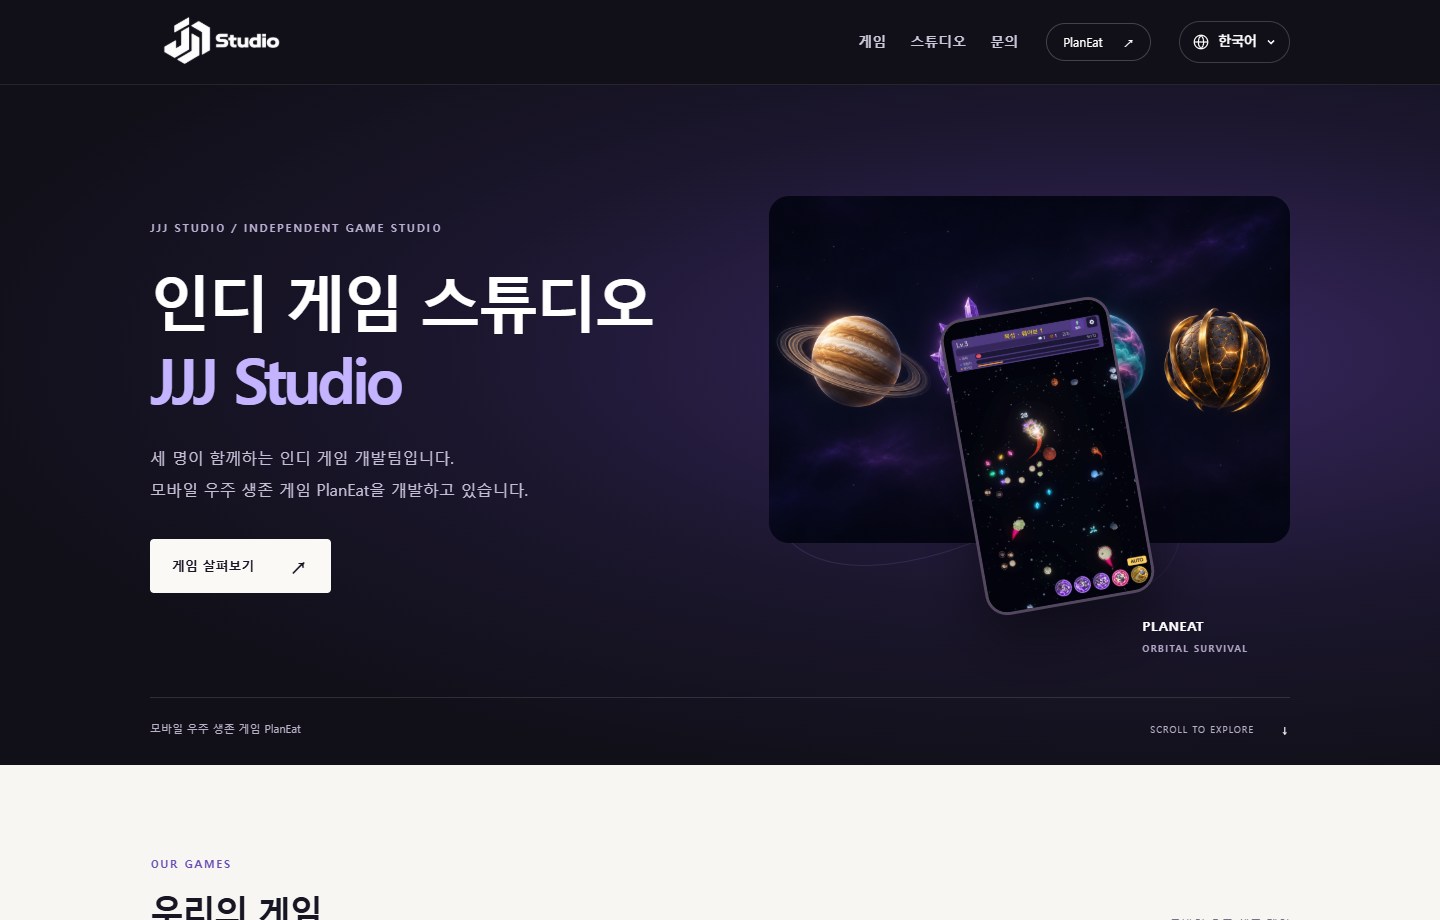 JJJ Studio
게임
스튜디오
문의
PlanEat ↗
한국어
JJJ STUDIO / INDEPENDENT GAME STUDIO
인디 게임 스튜디오
JJJ Studio
세 명이 함께하는 인디 게임 개발팀입니다.
모바일 우주 생존 게임 PlanEat을 개발하고 있습니다.
게임 살펴보기 ↗
Lv.3
AUTO
PLANEAT
ORBITAL SURVIVAL
모바일 우주 생존 게임 PlanEat
SCROLL TO EXPLORE ↓
OUR GAMES
우리의 게임